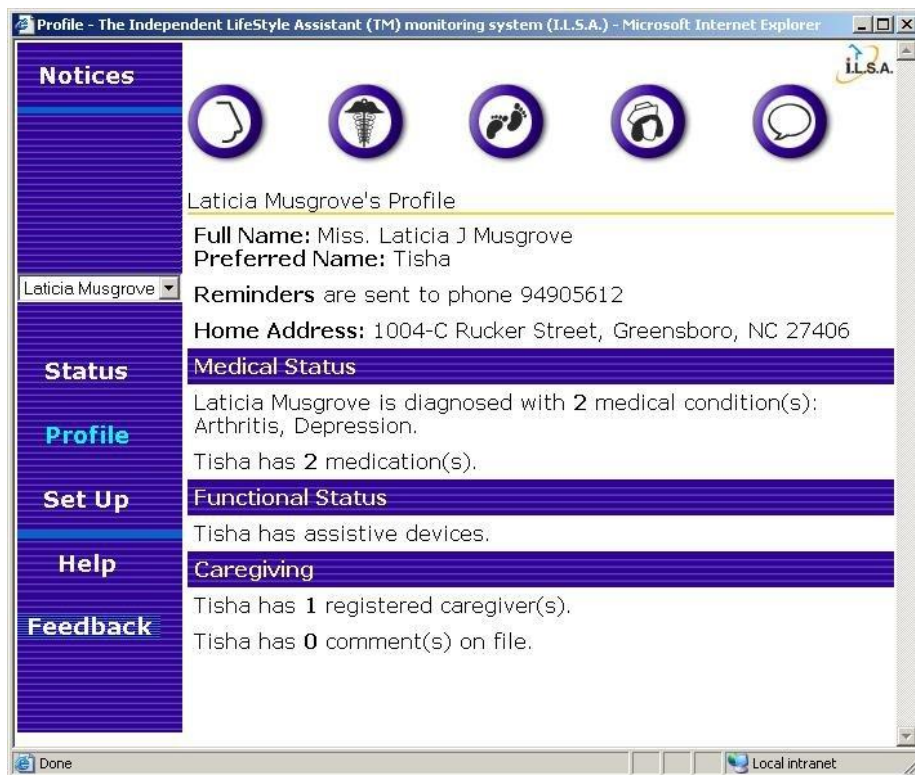 Profile - The Independent LifeStyle Assistant (TM) monitoring system (I.L.S.A.) - Microsoft Internet Explorer
Notices
i.L.S.A.
Laticia Musgrove's Profile
Full Name: Miss. Laticia J Musgrove
Preferred Name: Tisha
Laticia Musgrove
Reminders are sent to phone 94905612
Home Address: 1004-C Rucker Street, Greensboro, NC 27406
Status
Medical Status
Laticia Musgrove is diagnosed with 2 medical condition(s):
Arthritis, Depression.
Profile
Tisha has 2 medication(s).
Set Up
Functional Status
Tisha has assistive devices.
Help
Caregiving
Tisha has 1 registered caregiver(s).
Feedback
Tisha has 0 comment(s) on file.
Done
Local intranet